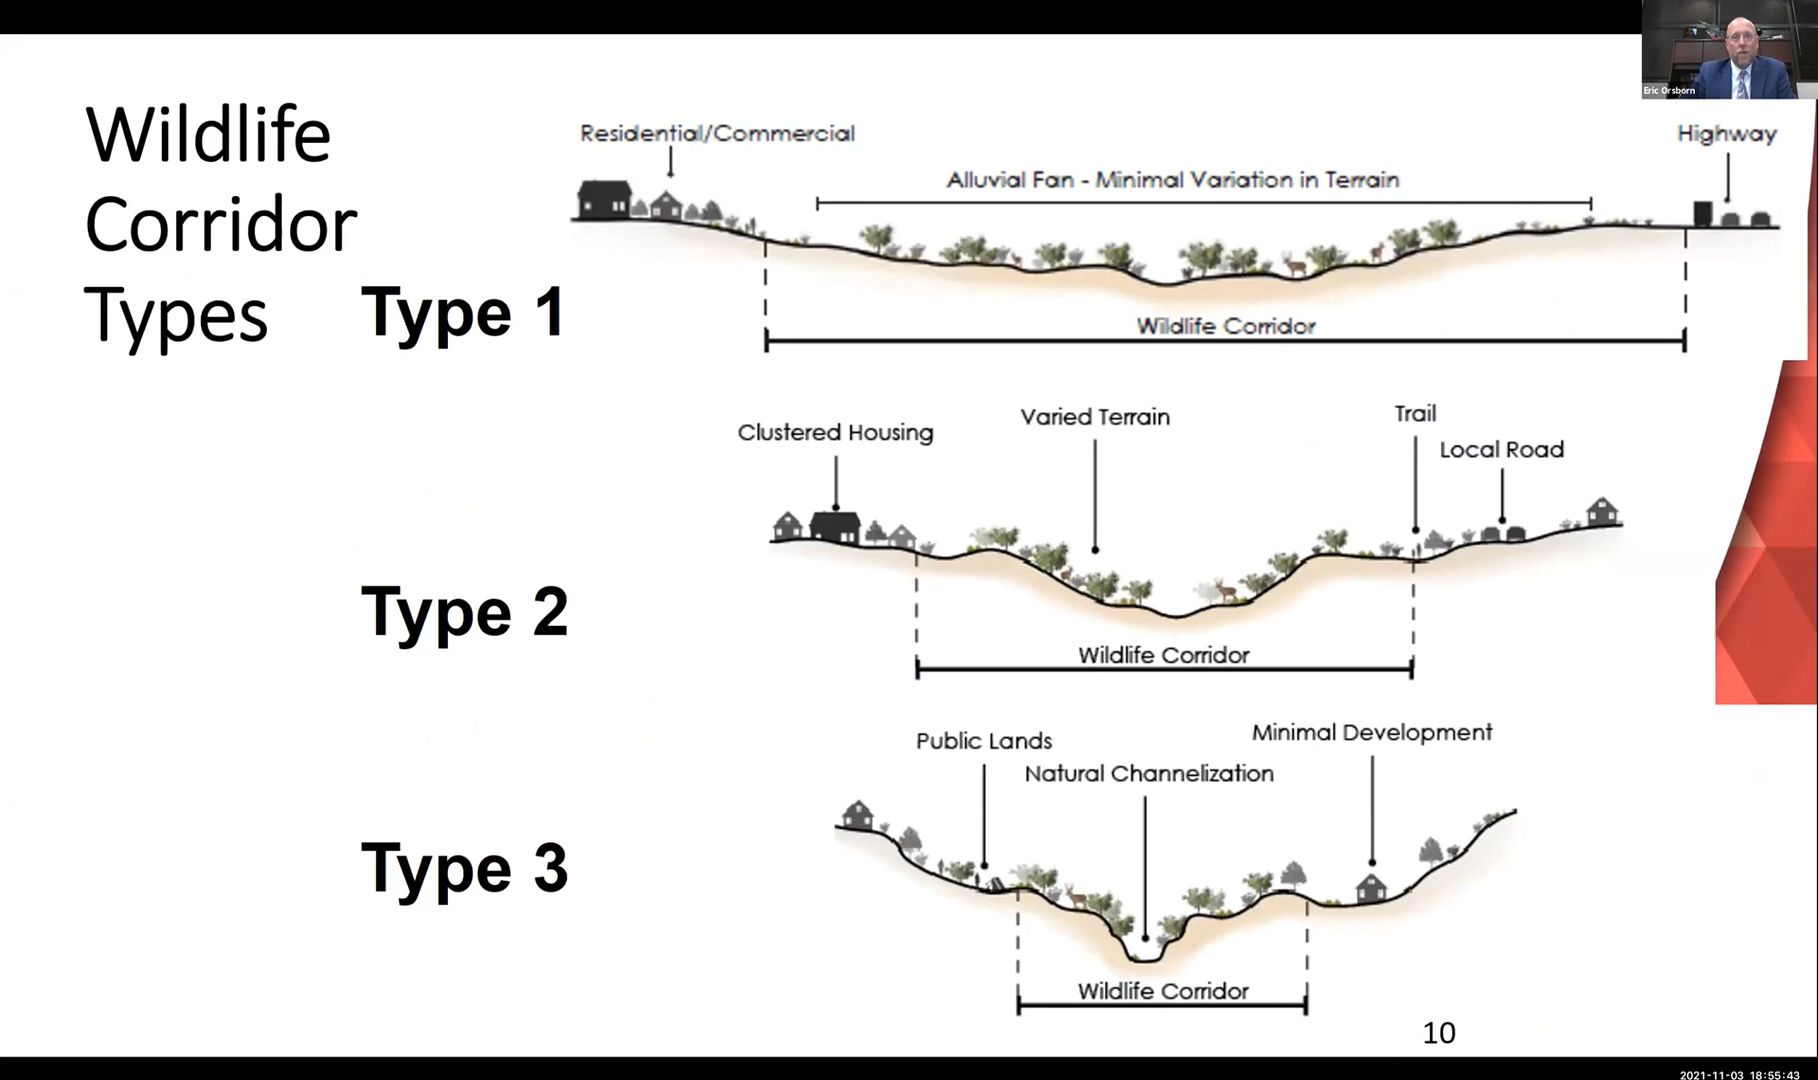 Eric Orsborn
Wildlife
Corridor
Types
Type 1
Residential/Commercial
Highway
Alluvial Fan - Minimal Variation in Terrain
Wildlife Corridor
Type 2
Clustered Housing
Varied Terrain
Trail
Local Road
Wildlife Corridor
Type 3
Public Lands
Natural Channelization
Minimal Development
Wildlife Corridor
10
2021-11-03 18:55:43